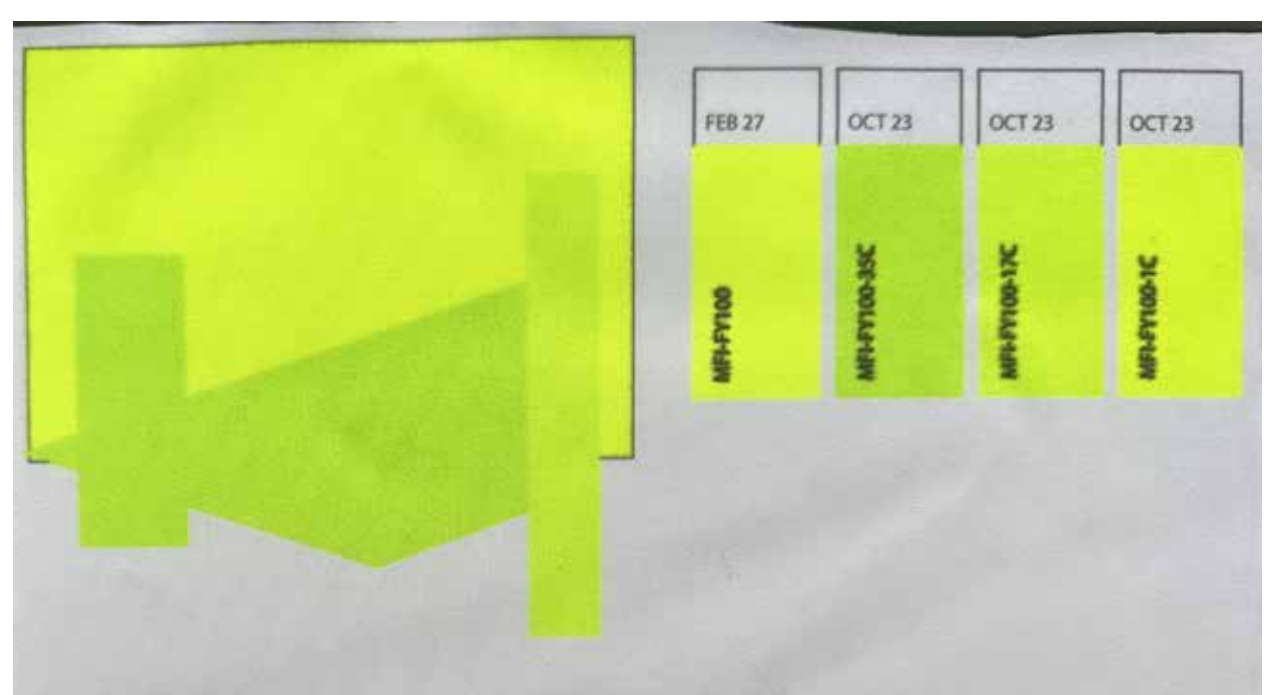 FEB 27
OCT 23
OCT 23
OCT 23
MFI-FY100
MFI-FY100-35C
MFI-FY100-17C
MFI-FY100-1C